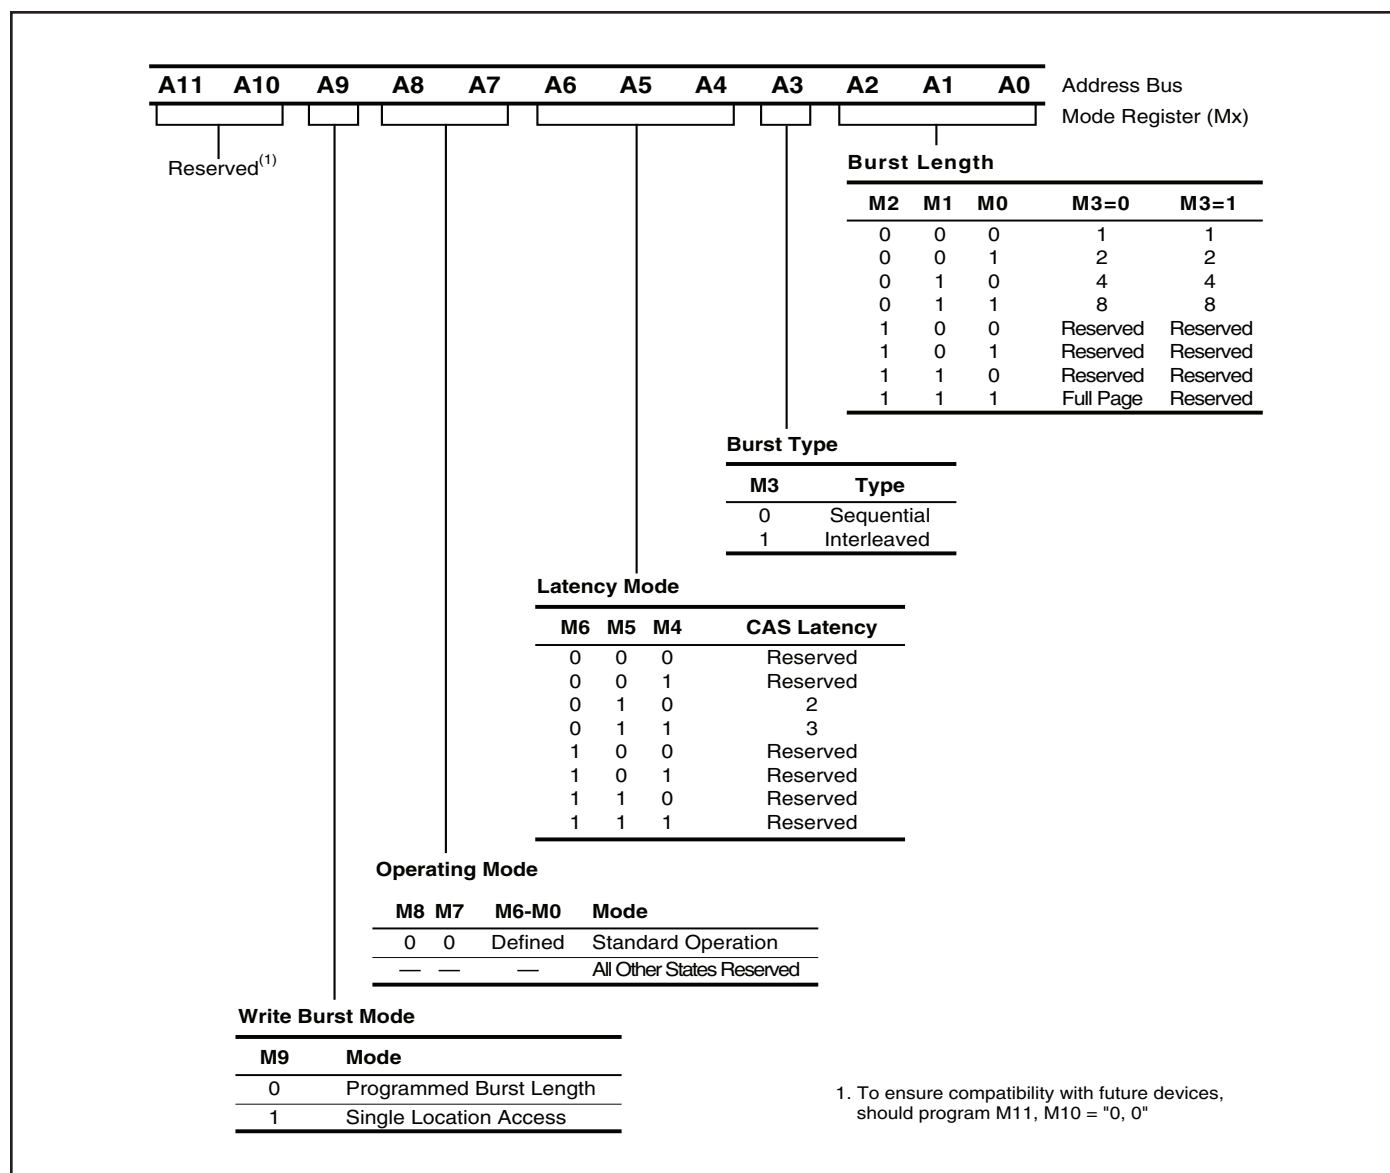 A11 A10 A9 A8 A7 A6 A5 A4 A3 A2 A1 A0 Address Bus
Mode Register (Mx)
Reserved(1)
Burst Length
M2 M1 M0 M3=0 M3=1
0 0 0 1 1
0 0 1 2 2
0 1 0 4 4
0 1 1 8 8
1 0 0 Reserved Reserved
1 0 1 Reserved Reserved
1 1 0 Reserved Reserved
1 1 1 Full Page Reserved
Burst Type
M3 Type
0 Sequential
1 Interleaved
Latency Mode
M6 M5 M4 CAS Latency
0 0 0 Reserved
0 0 1 Reserved
0 1 0 2
0 1 1 3
1 0 0 Reserved
1 0 1 Reserved
1 1 0 Reserved
1 1 1 Reserved
Operating Mode
M8 M7 M6-M0 Mode
0 0 Defined Standard Operation
— — — All Other States Reserved
Write Burst Mode
M9 Mode
0 Programmed Burst Length
1 Single Location Access
1. To ensure compatibility with future devices,
should program M11, M10 = "0, 0"